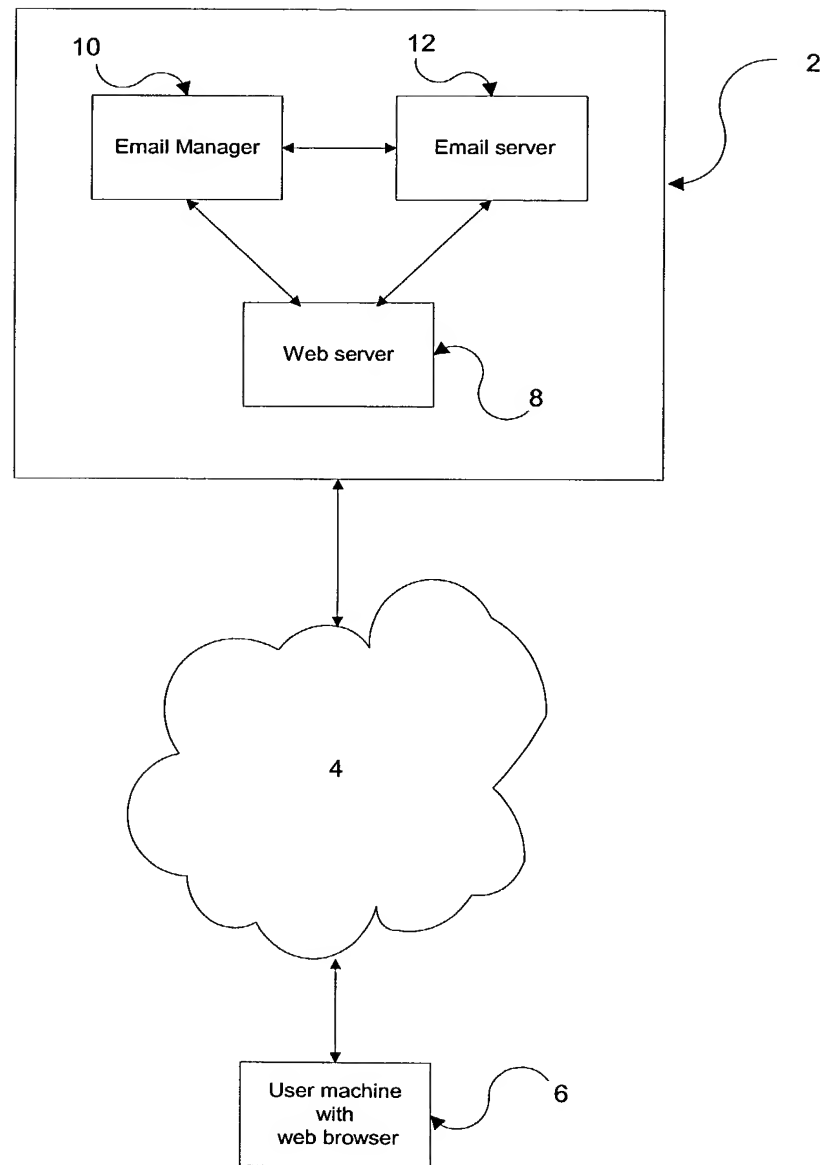 10
12
2
Email Manager
Email server
Web server
8
4
User machine
with
web browser
6